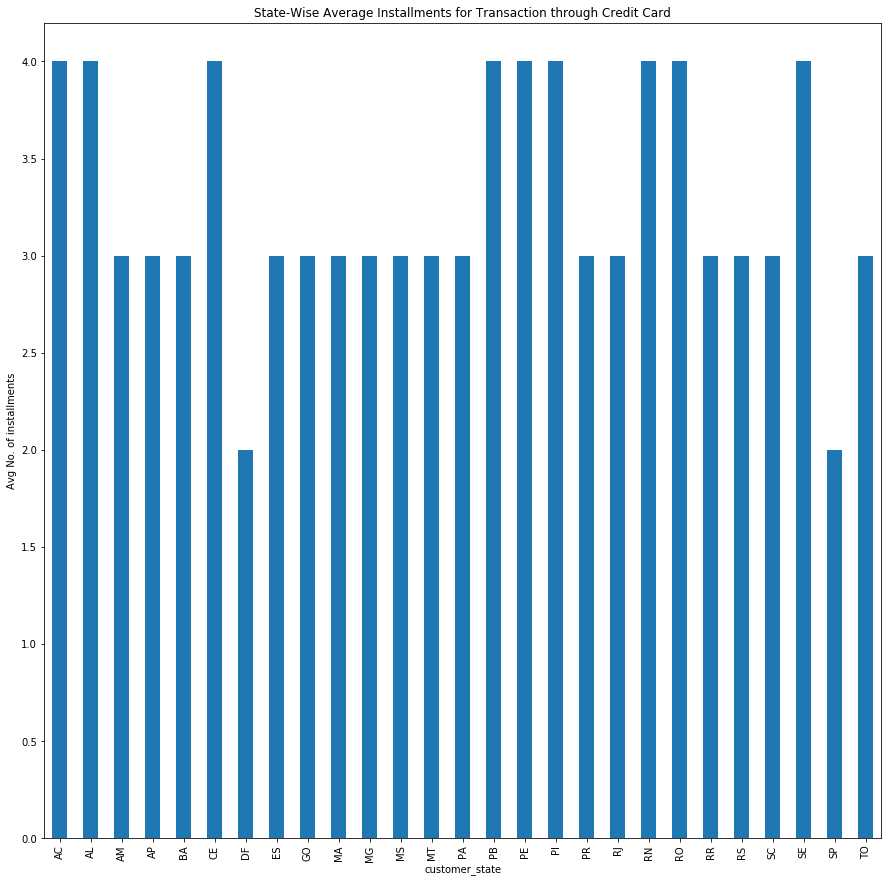 State-Wise Average Installments for Transaction through Credit Card
Avg No. of installments
4.0
3.5
3.0
2.5
2.0
1.5
1.0
0.5
0.0
AC AL AM AP BA CE DF ES GO MA MG MS MT PA PB PE PI PR RJ RN RO RR RS SC SE SP TO
customer_state